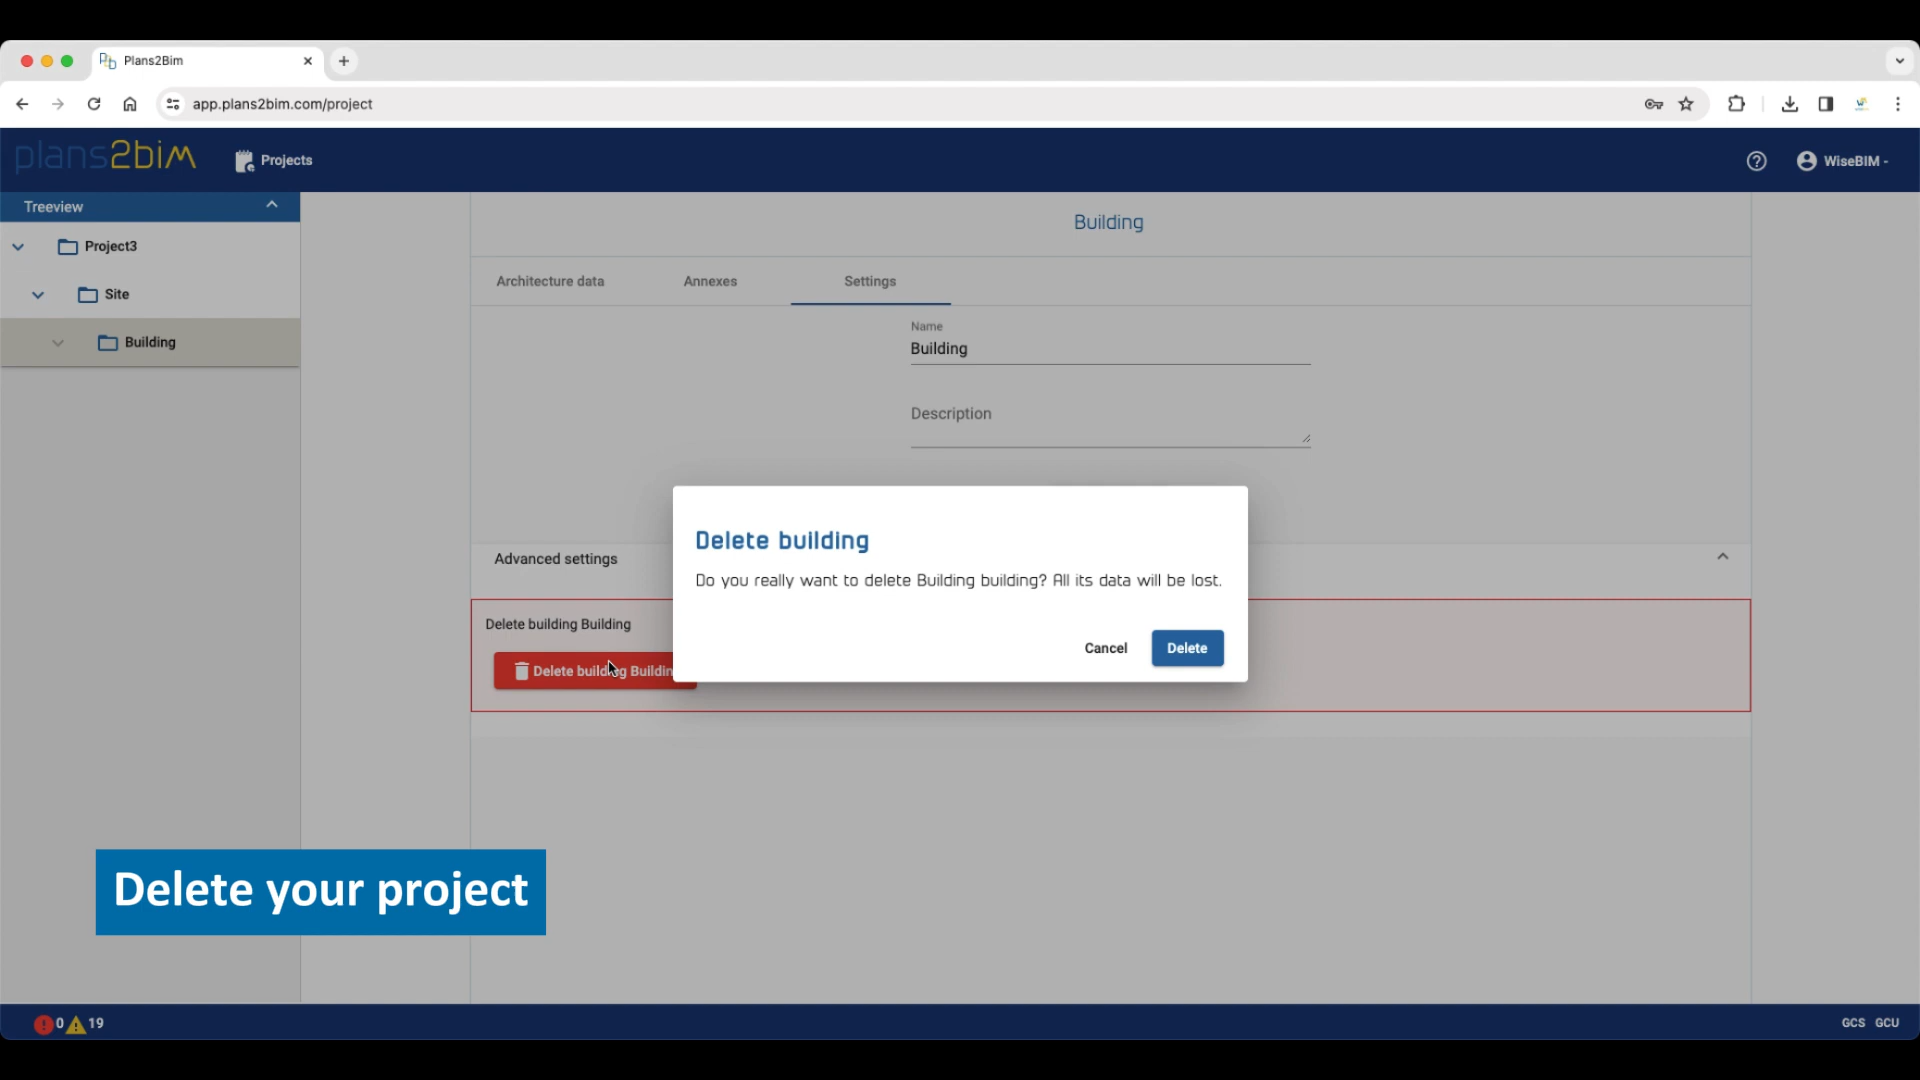 Plans2Bim
app.plans2bim.com/project
plans2bim
Projects
WiseBIM -
Treeview
Project3
Site
Building
Building
Architecture data
Annexes
Settings
Name
Building
Description
Advanced settings
Delete building Building
Delete building Buildin
Delete building
Do you really want to delete Building building? All its data will be lost.
Cancel
Delete
Delete your project
0
19
GCS
GCU